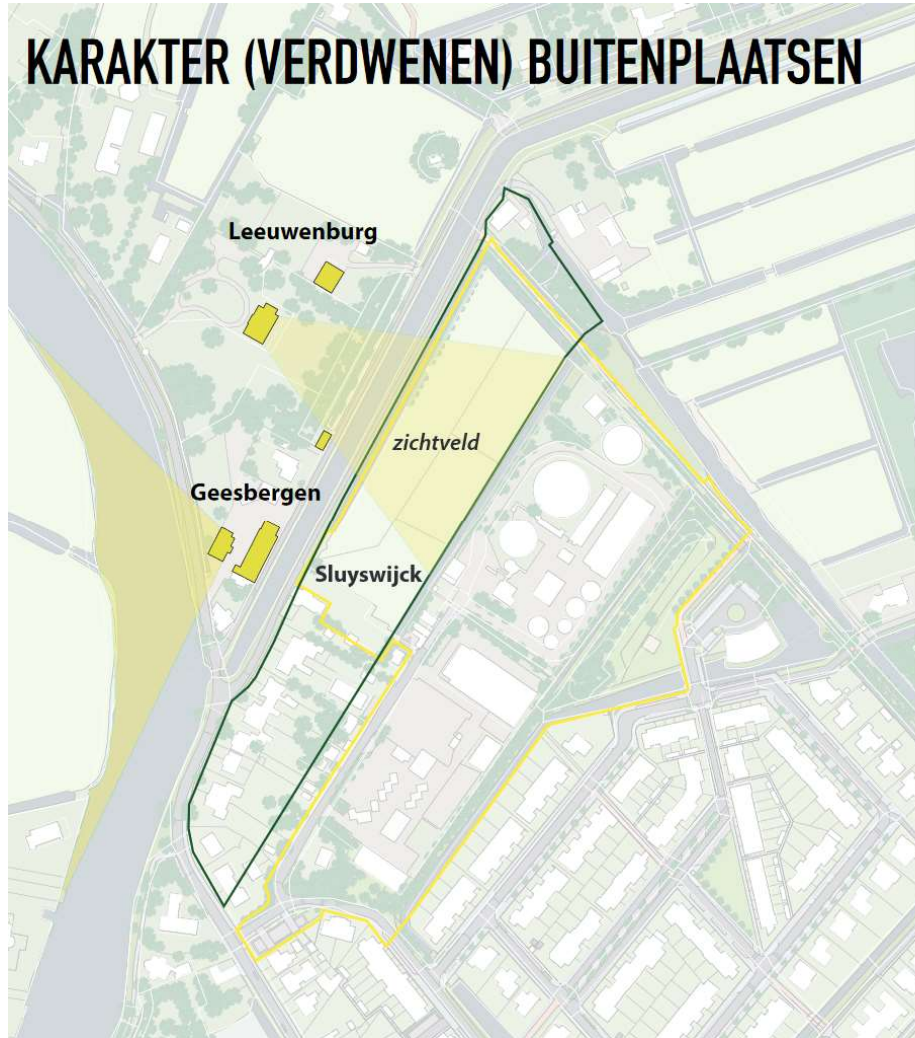 KARAKTER (VERDWENEN) BUITENPLAATSEN
Leeuwenburg
zichtveld
Geesbergen
Sluyswijck